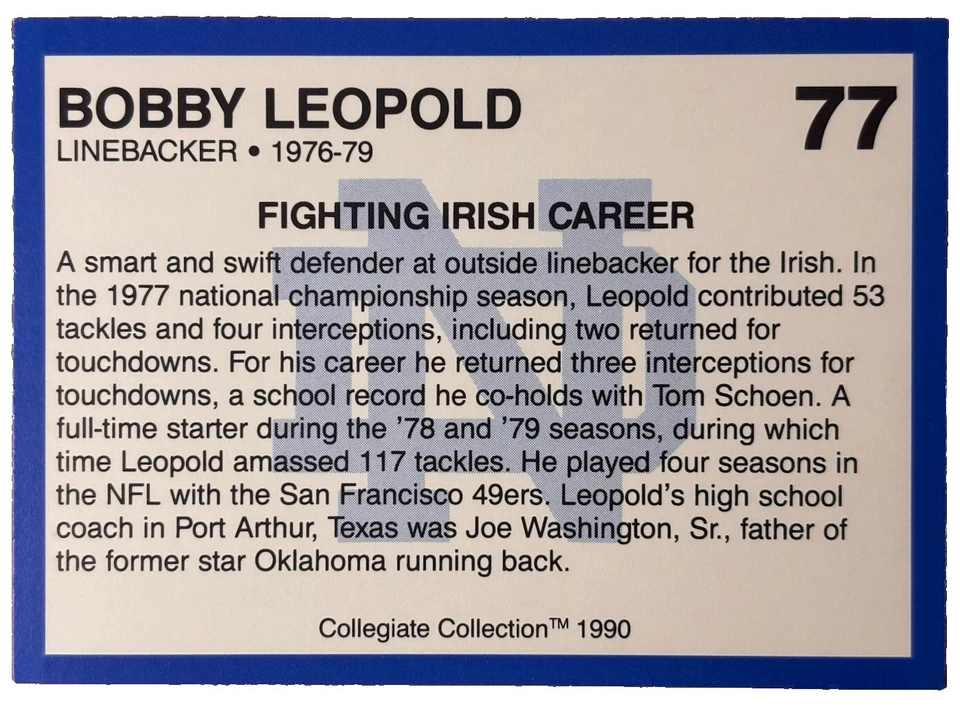 BOBBY LEOPOLD 77
LINEBACKER • 1976-79
FIGHTING IRISH CAREER
A smart and swift defender at outside linebacker for the Irish. In
the 1977 national championship season, Leopold contributed 53
tackles and four interceptions, including two returned for
touchdowns. For his career he returned three interceptions for
touchdowns, a school record he co-holds with Tom Schoen. A
full-time starter during the ’78 and ’79 seasons, during which
time Leopold amassed 117 tackles. He played four seasons in
the NFL with the San Francisco 49ers. Leopold’s high school
coach in Port Arthur, Texas was Joe Washington, Sr., father of
the former star Oklahoma running back.
Collegiate Collection™ 1990
ND